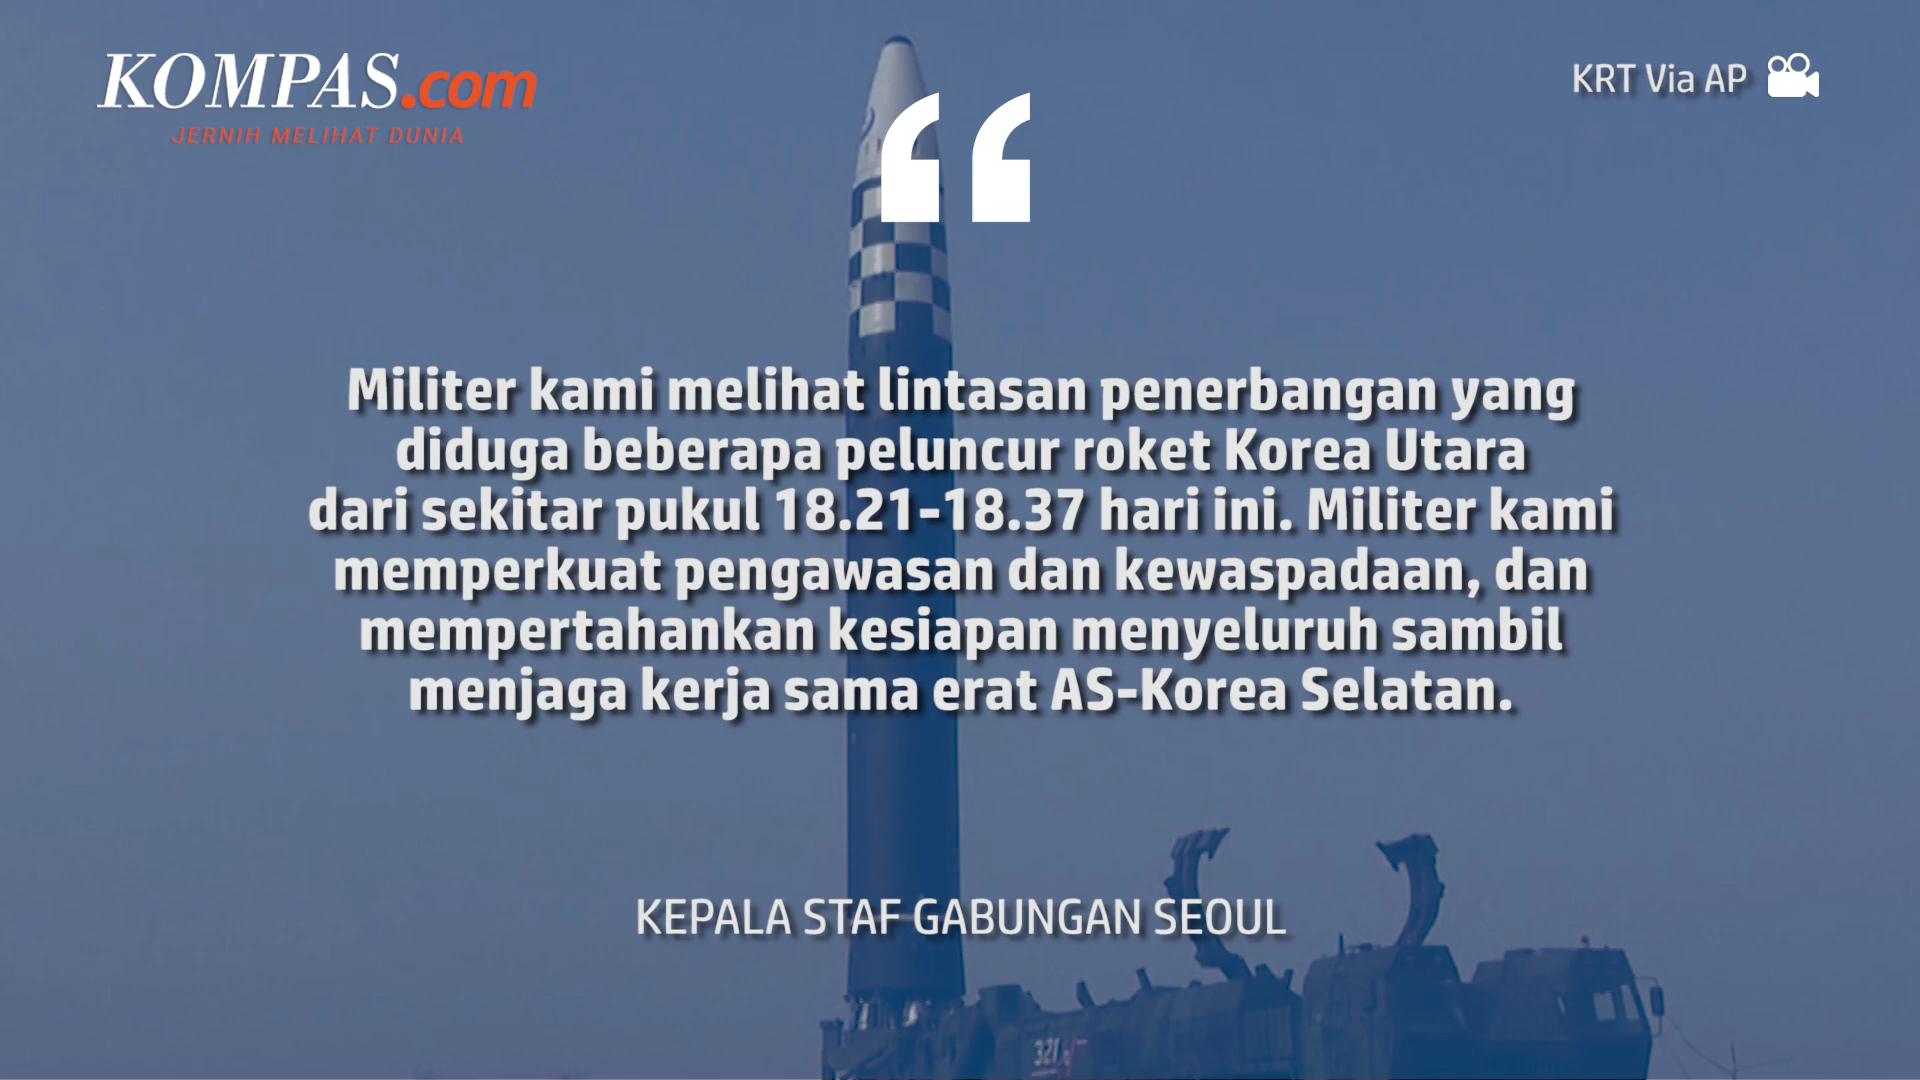 KOMPAS.com
JERNIH MELIHAT DUNIA
KRT Via AP
“
Militer kami melihat lintasan penerbangan yang
diduga beberapa peluncur roket Korea Utara
dari sekitar pukul 18.21-18.37 hari ini. Militer kami
memperkuat pengawasan dan kewaspadaan, dan
mempertahankan kesiapan menyeluruh sambil
menjaga kerja sama erat AS-Korea Selatan.
KEPALA STAF GABUNGAN SEOUL
321